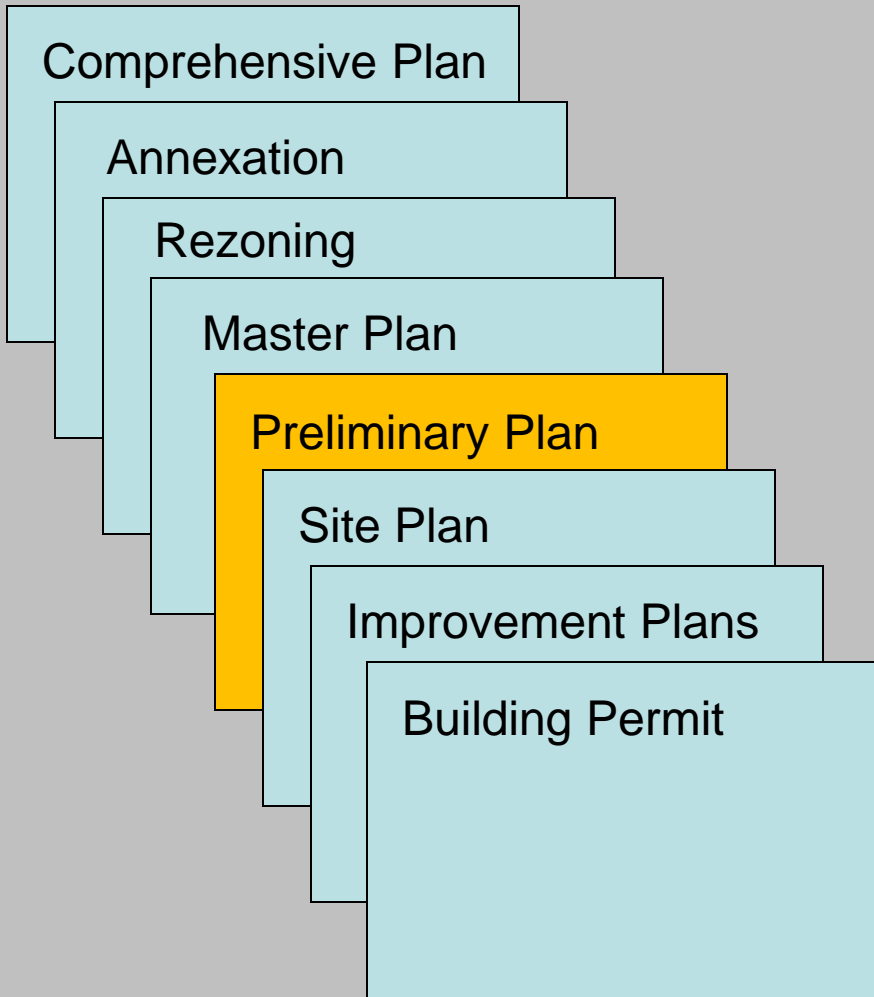 Comprehensive Plan
Annexation
Rezoning
Master Plan
Preliminary Plan
Site Plan
Improvement Plans
Building Permit